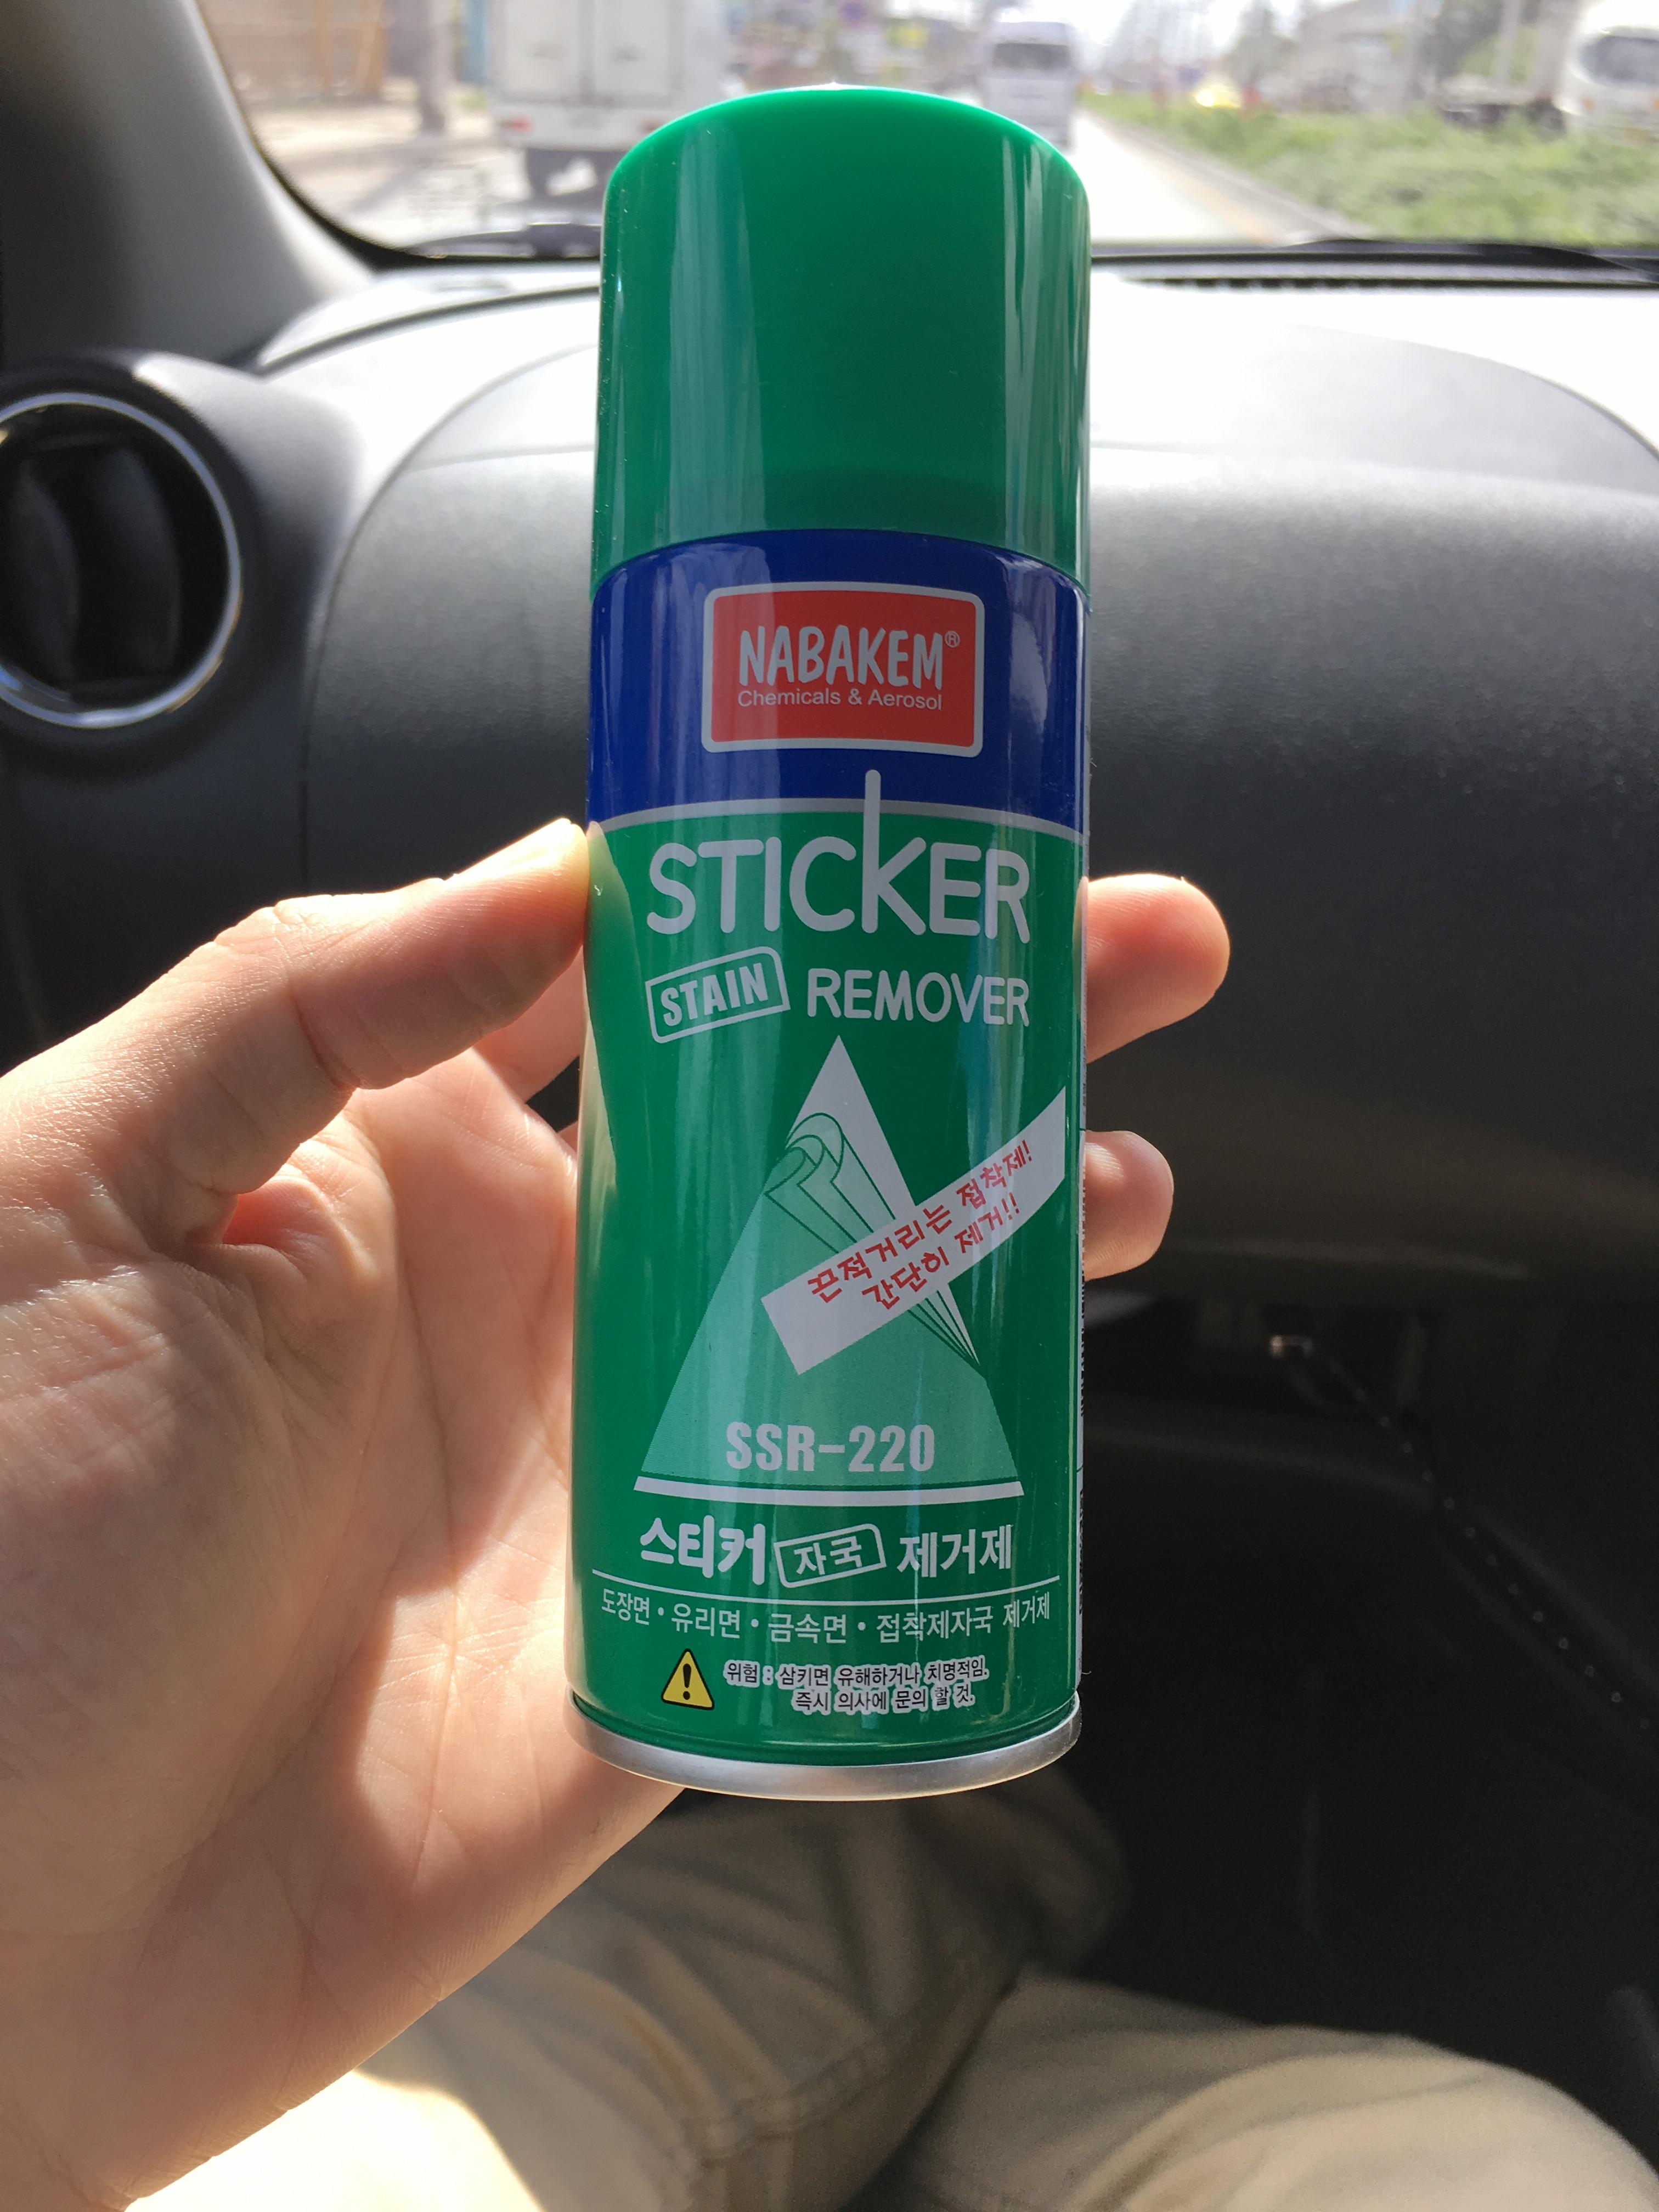 NABAKEM®
Chemicals & Aerosol
STICKER
STAIN REMOVER
끈적거리는 접착제!
간단히 제거!!
SSR-220
스티커 자국 제거제
도장면 • 유리면 • 금속면 • 접착제자국 제거제
위험 : 삼키면 유해하거나 치명적임.
즉시 의사에 문의 할 것.